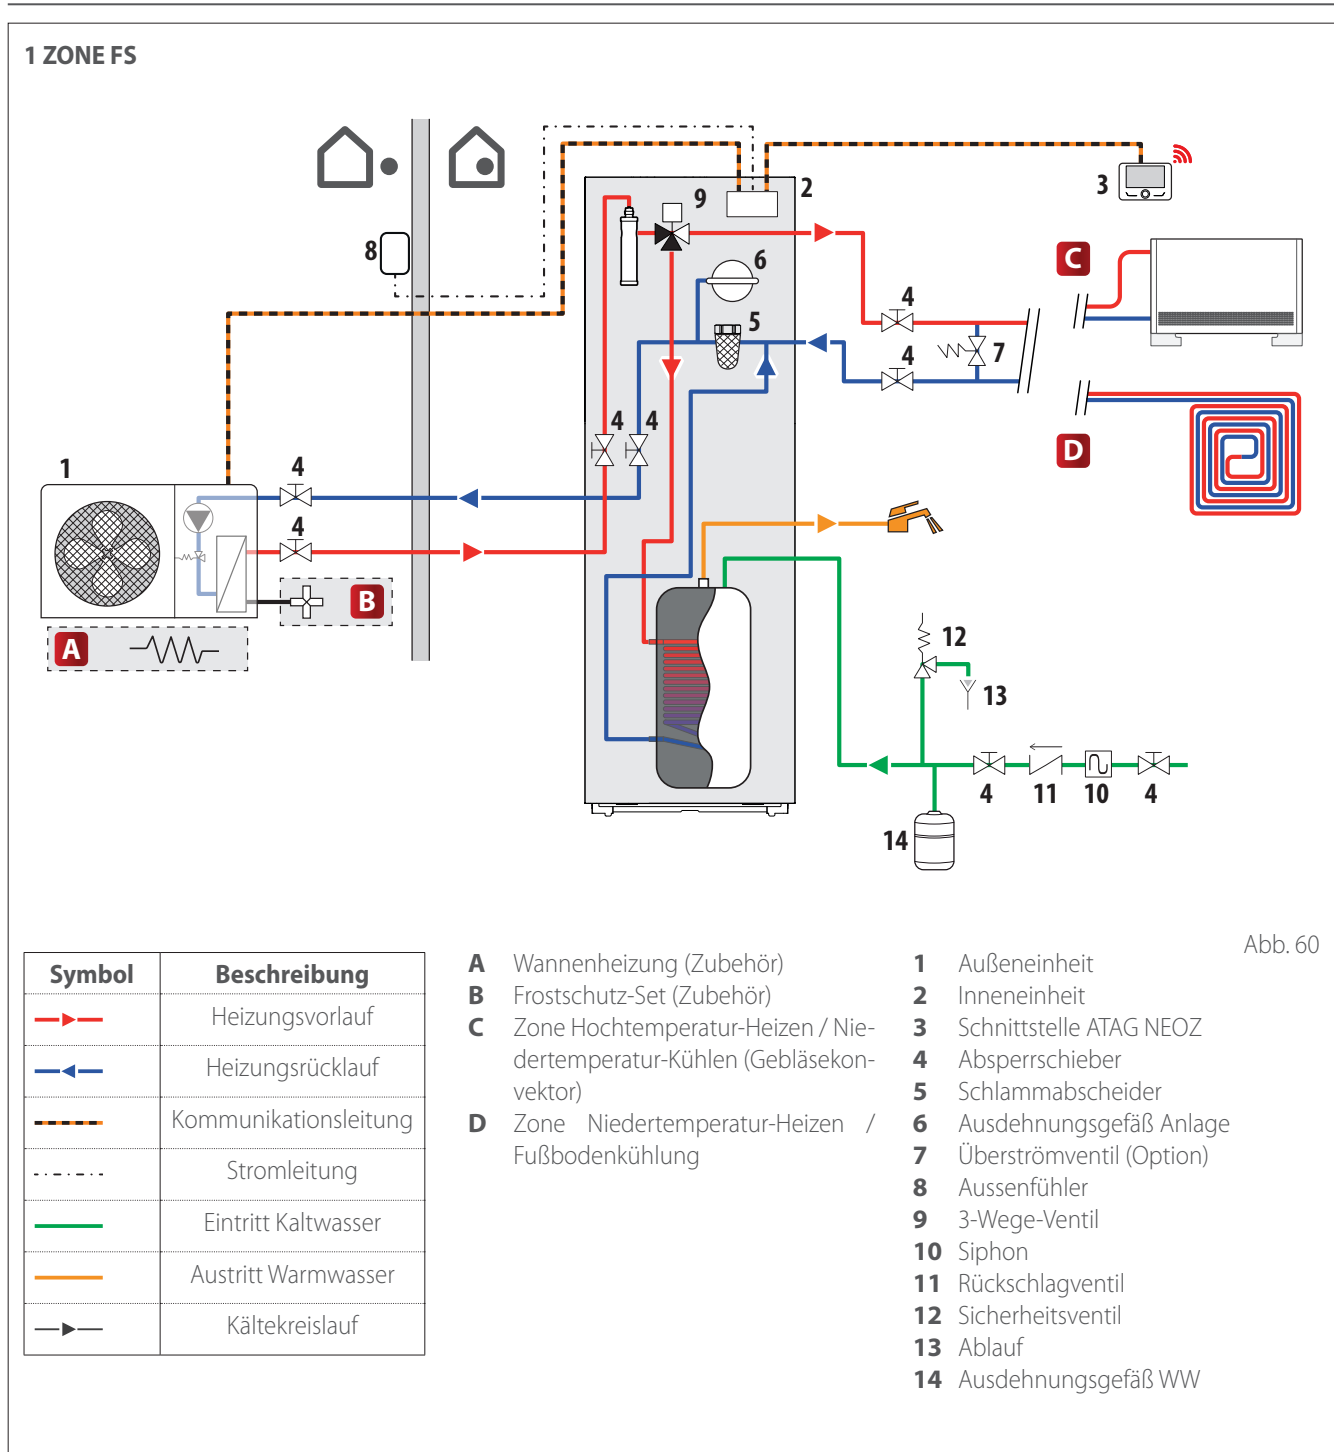 1 ZONE FS
9
2
3
8
6
C
4
5
7
4
4
4
D
1
4
4
B
A
12
13
4
11
10
4
14
Abb. 60
Symbol Beschreibung
Heizungsvorlauf
Heizungsrücklauf
Kommunikationsleitung
Stromleitung
Eintritt Kaltwasser
Austritt Warmwasser
Kältekreislauf
A Wannenheizung (Zubehör)
B Frostschutz-Set (Zubehör)
C Zone Hochtemperatur-Heizen / Nie-
dertemperatur-Kühlen (Gebläsekon-
vektor)
D Zone Niedertemperatur-Heizen /
Fußbodenkühlung
1 Außeneinheit
2 Inneneinheit
3 Schnittstelle ATAG NEOZ
4 Absperrschieber
5 Schlammabscheider
6 Ausdehnungsgefäß Anlage
7 Überströmventil (Option)
8 Aussenfühler
9 3-Wege-Ventil
10 Siphon
11 Rückschlagventil
12 Sicherheitsventil
13 Ablauf
14 Ausdehnungsgefäß WW